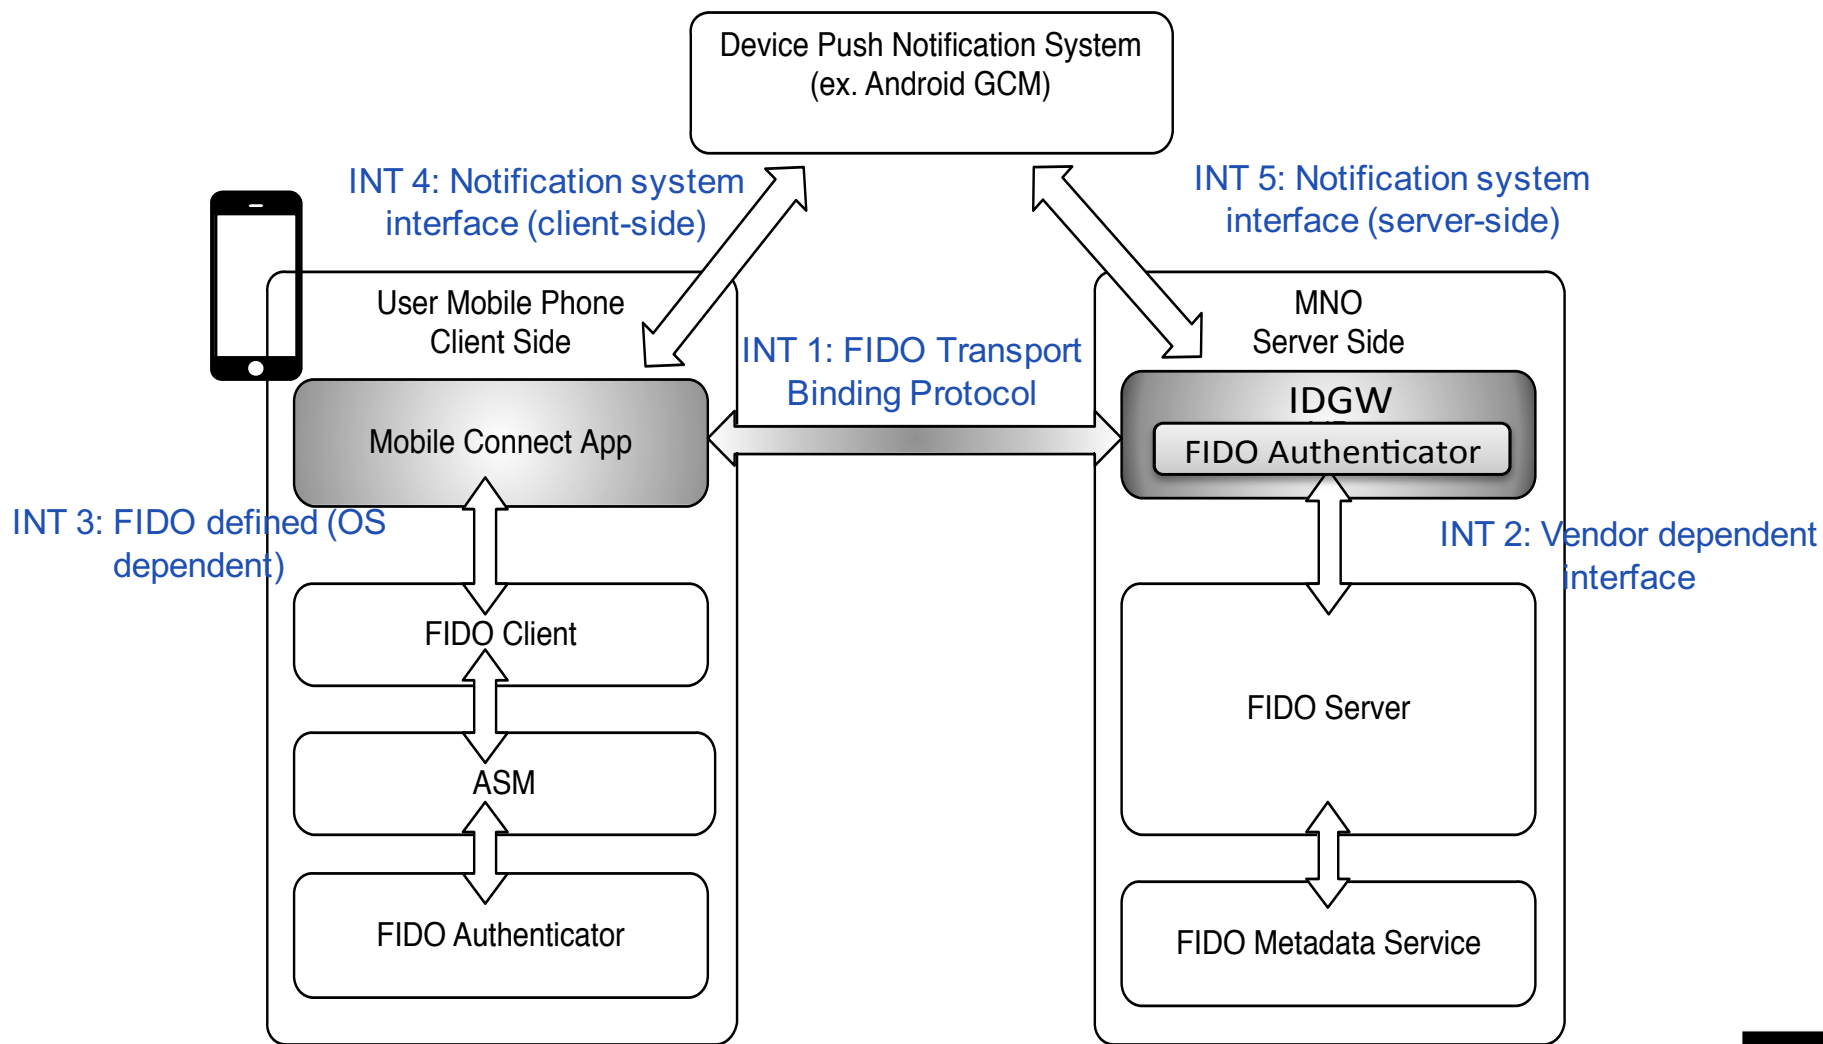 Device Push Notification System
(ex. Android GCM)
INT 4: Notification system
interface (client-side)
INT 5: Notification system
interface (server-side)
User Mobile Phone
Client Side
MNO
Server Side
INT 1: FIDO Transport
Binding Protocol
Mobile Connect App
IDGW
FIDO Authenticator
INT 3: FIDO defined (OS
dependent)
INT 2: Vendor dependent
interface
FIDO Client
FIDO Server
ASM
FIDO Authenticator
FIDO Metadada Service